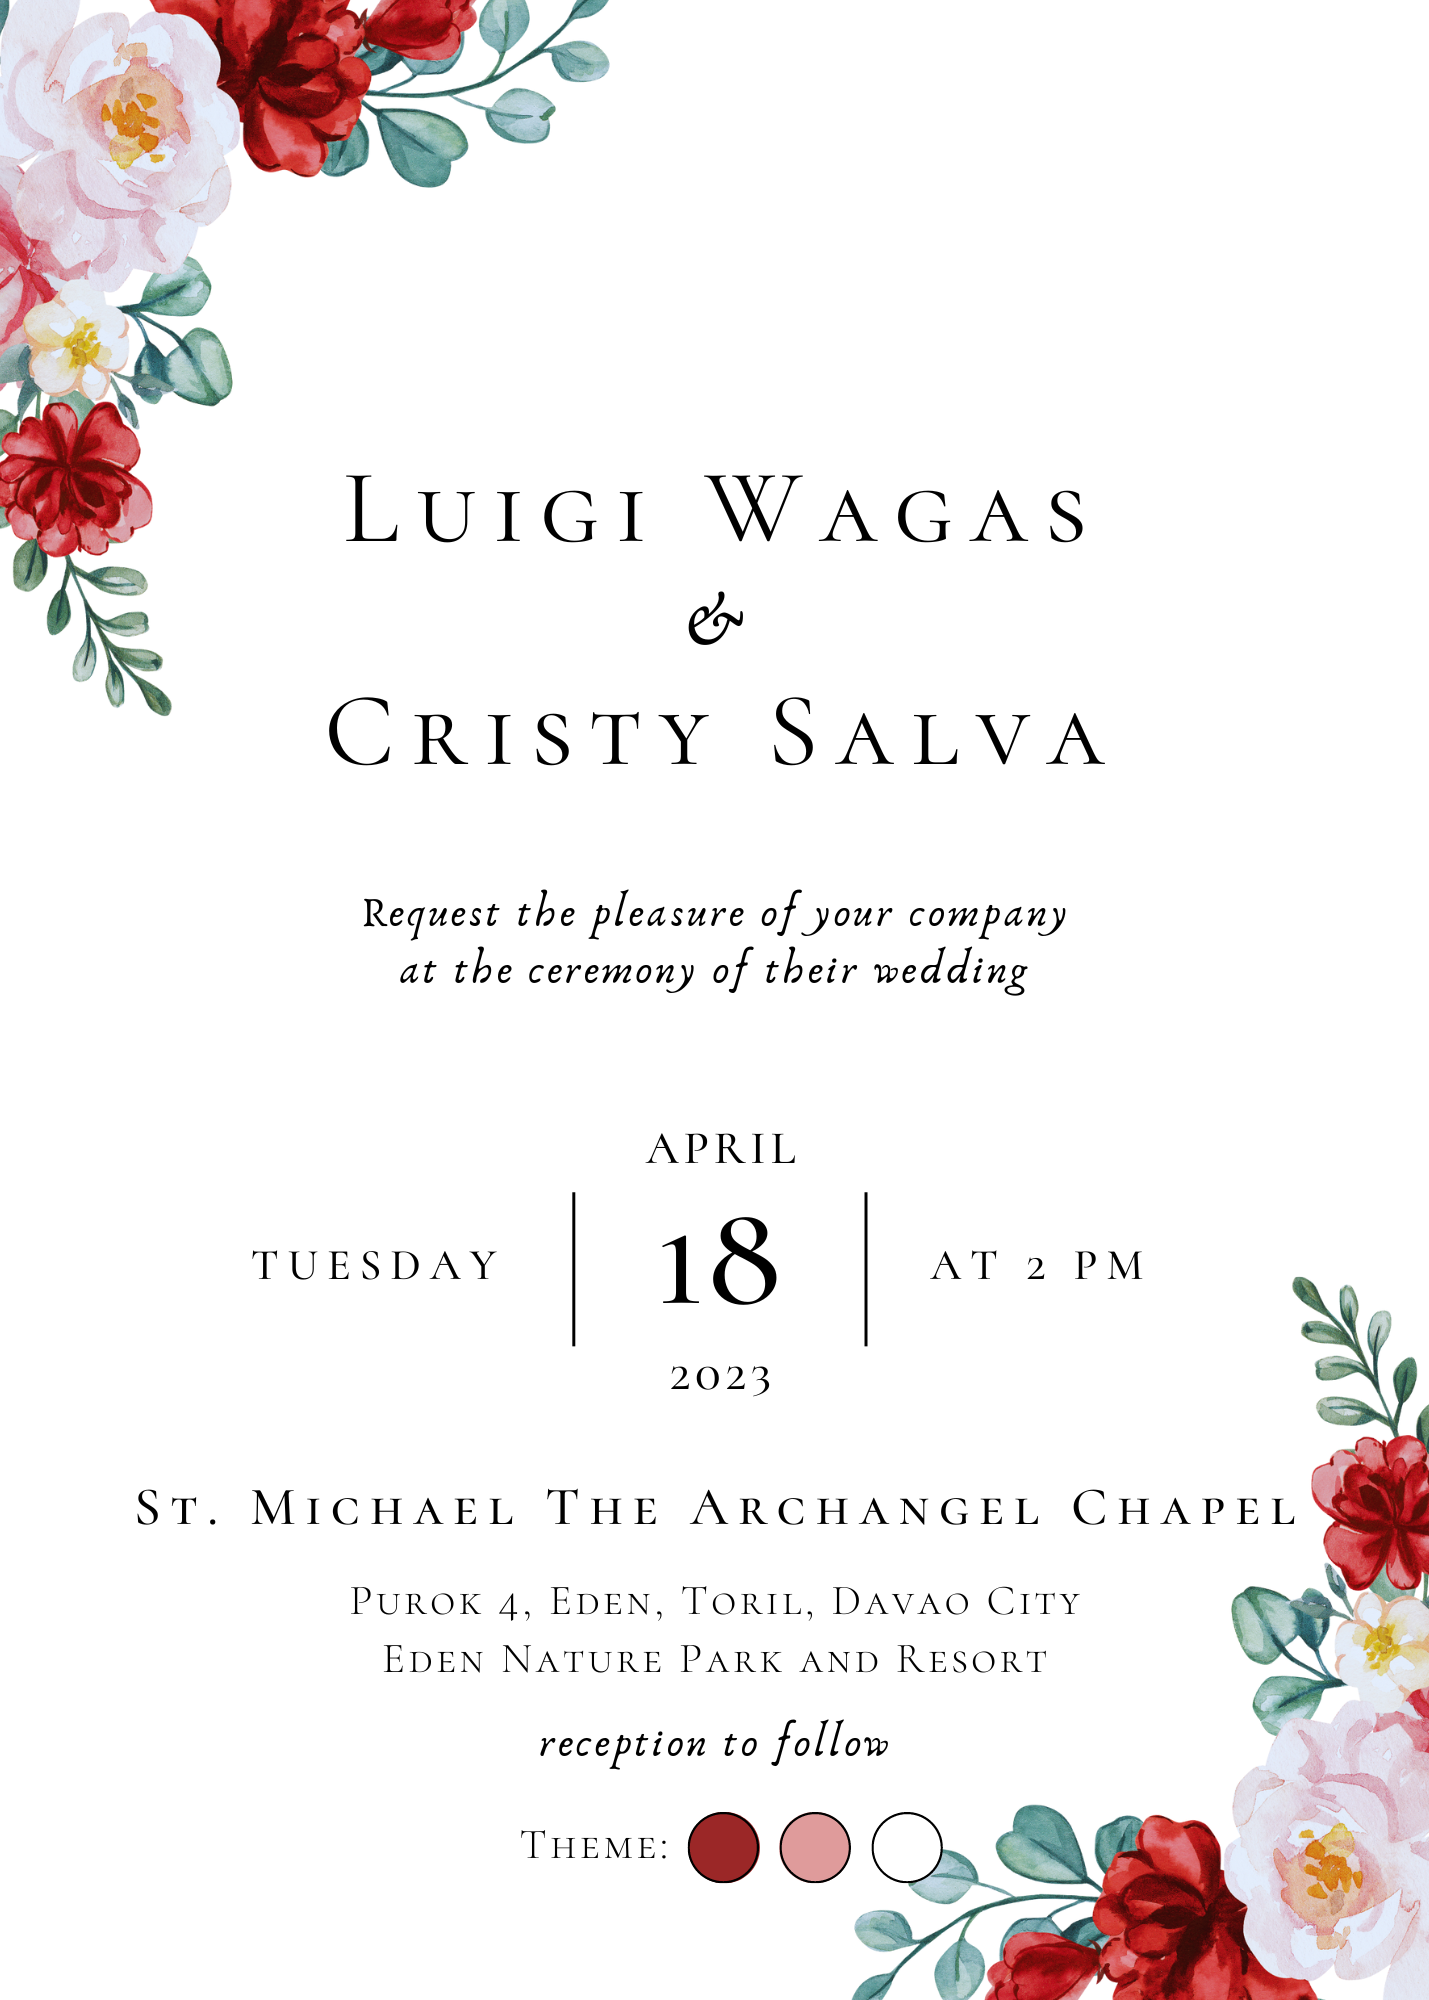 Luigi Wagas
&
Cristy Salva
Request the pleasure of your company
at the ceremony of their wedding
APRIL
TUESDAY 18 AT 2 PM
2023
St. Michael The Archangel Chapel
Purok 4, Eden, Toril, Davao City
Eden Nature Park and Resort
reception to follow
Theme: